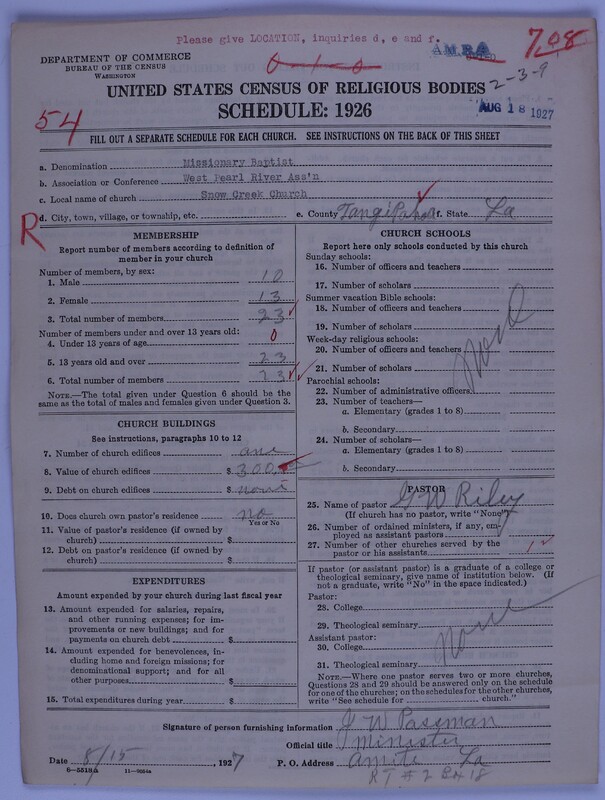 Please give LOCATION, inquiries d, e and f.
A.M.B.A
708
DEPARTMENT OF COMMERCE
BUREAU OF THE CENSUS
WASHINGTON
0-1-0
2-3-9
UNITED STATES CENSUS OF RELIGIOUS BODIES
SCHEDULE: 1926
AUG 18 1927
54
FILL OUT A SEPARATE SCHEDULE FOR EACH CHURCH. SEE INSTRUCTIONS ON THE BACK OF THIS SHEET
a. Denomination Missionary Baptist
b. Association or Conference West Pearl River Ass'n
c. Local name of church Snow Creek Church
R
d. City, town, village, or township, etc. e. County Tangipahoa f. State La
MEMBERSHIP
Report number of members according to definition of member in your church
Number of members, by sex:
1. Male 10
2. Female 13
3. Total number of members 23
Number of members under and over 13 years old:
4. Under 13 years of age 0
5. 13 years old and over 23
6. Total number of members 23
NOTE.—The total given under Question 6 should be the same as the total of males and females given under Question 3.
CHURCH BUILDINGS
See instructions, paragraphs 10 to 12
7. Number of church edifices one
8. Value of church edifices $ 300
9. Debt on church edifices $ none
10. Does church own pastor's residence no
Yes or No
11. Value of pastor's residence (if owned by church) $
12. Debt on pastor's residence (if owned by church) $
EXPENDITURES
Amount expended by your church during last fiscal year
13. Amount expended for salaries, repairs, and other running expenses; for improvements or new buildings; and for payments on church debt $
14. Amount expended for benevolences, including home and foreign missions; for denominational support; and for all other purposes $
15. Total expenditures during year $
CHURCH SCHOOLS
Report here only schools conducted by this church
Sunday schools:
16. Number of officers and teachers
17. Number of scholars
Summer vacation Bible schools:
18. Number of officers and teachers
19. Number of scholars
Week-day religious schools:
20. Number of officers and teachers
21. Number of scholars
None
Parochial schools:
22. Number of administrative officers
23. Number of teachers—
a. Elementary (grades 1 to 8)
b. Secondary
24. Number of scholars—
a. Elementary (grades 1 to 8)
b. Secondary
PASTOR
25. Name of pastor G W Riley
(If church has no pastor, write "None")
26. Number of ordained ministers, if any, employed as assistant pastors
27. Number of other churches served by the pastor or his assistants 1
If pastor (or assistant pastor) is a graduate of a college or theological seminary, give name of institution below. (If not a graduate, write "No" in the space indicated.)
Pastor:
28. College
29. Theological seminary
None
Assistant pastor:
30. College
31. Theological seminary
NOTE.—Where one pastor serves two or more churches, Questions 28 and 29 should be answered only on the schedule for one of the churches; on the schedules for the other churches, write "See schedule for church."
Signature of person furnishing information J W Passman
Official title Minister
Date 8/15, 1927 P. O. Address Amite La
RT #2 BX 18
6—5518a 11—9054a